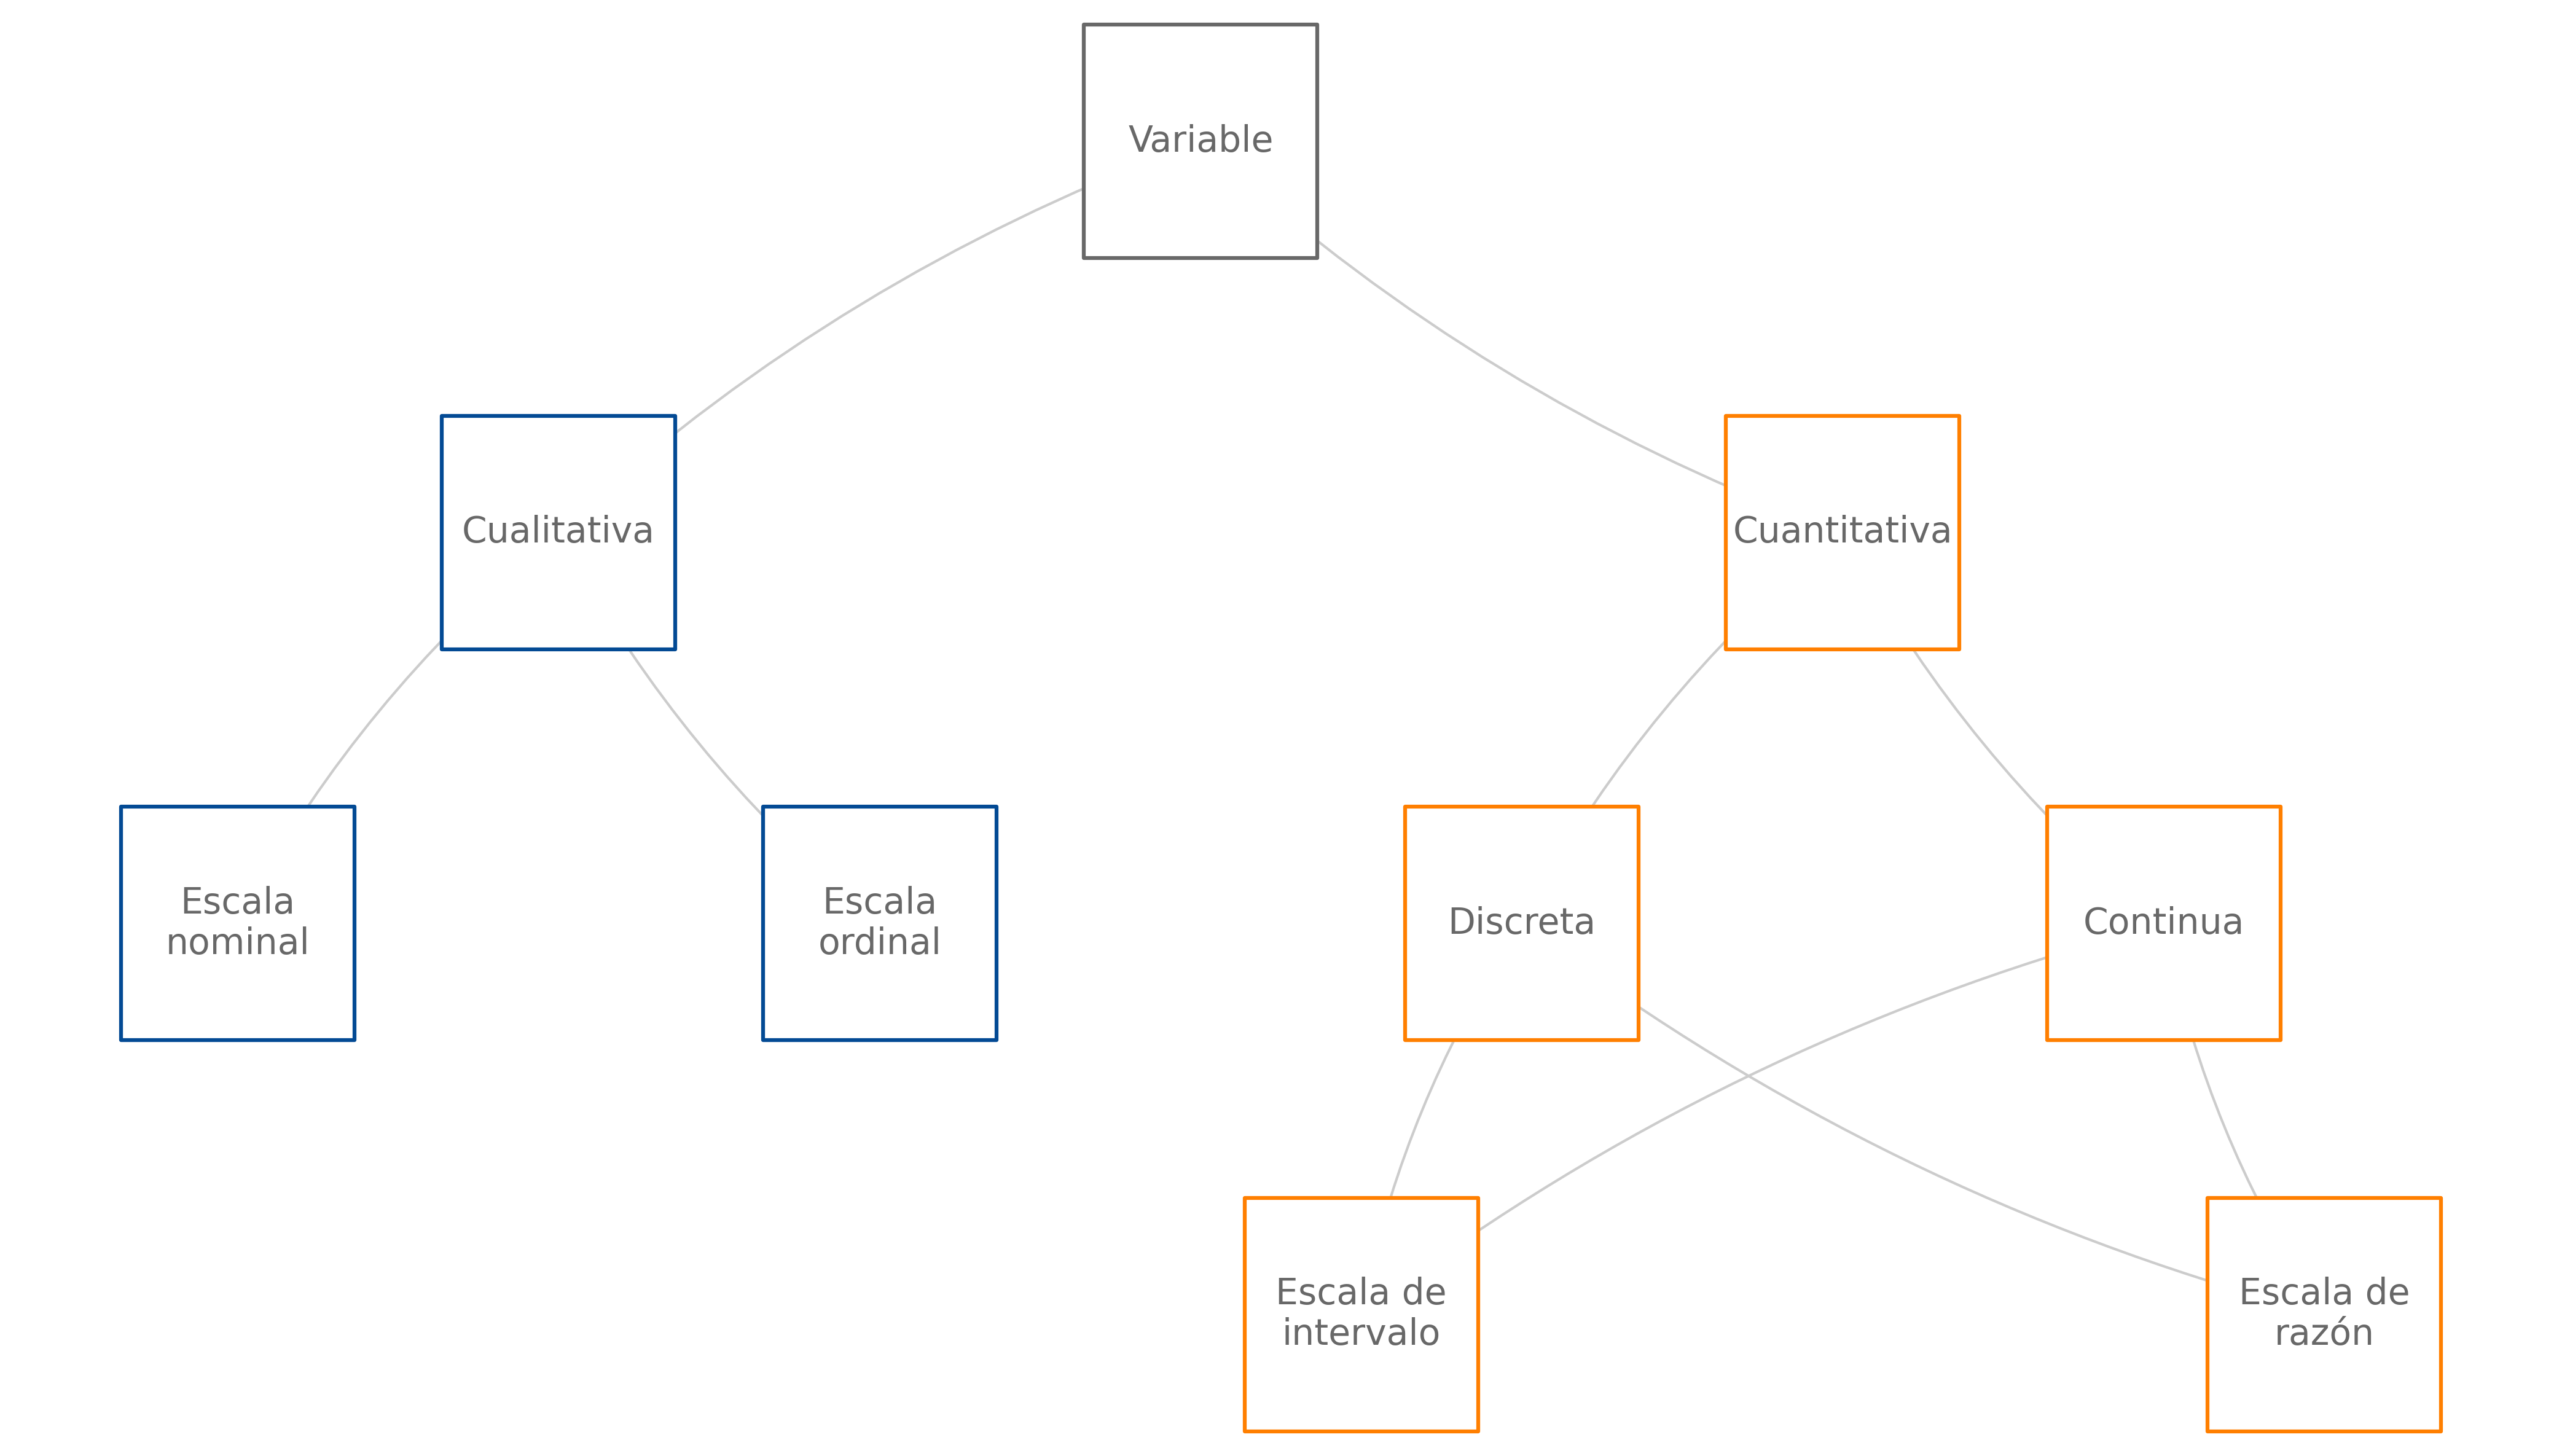 Variable
Cualitativa
Cuantitativa
Escala
nominal
Escala
ordinal
Discreta
Continua
Escala de
intervalo
Escala de
razón